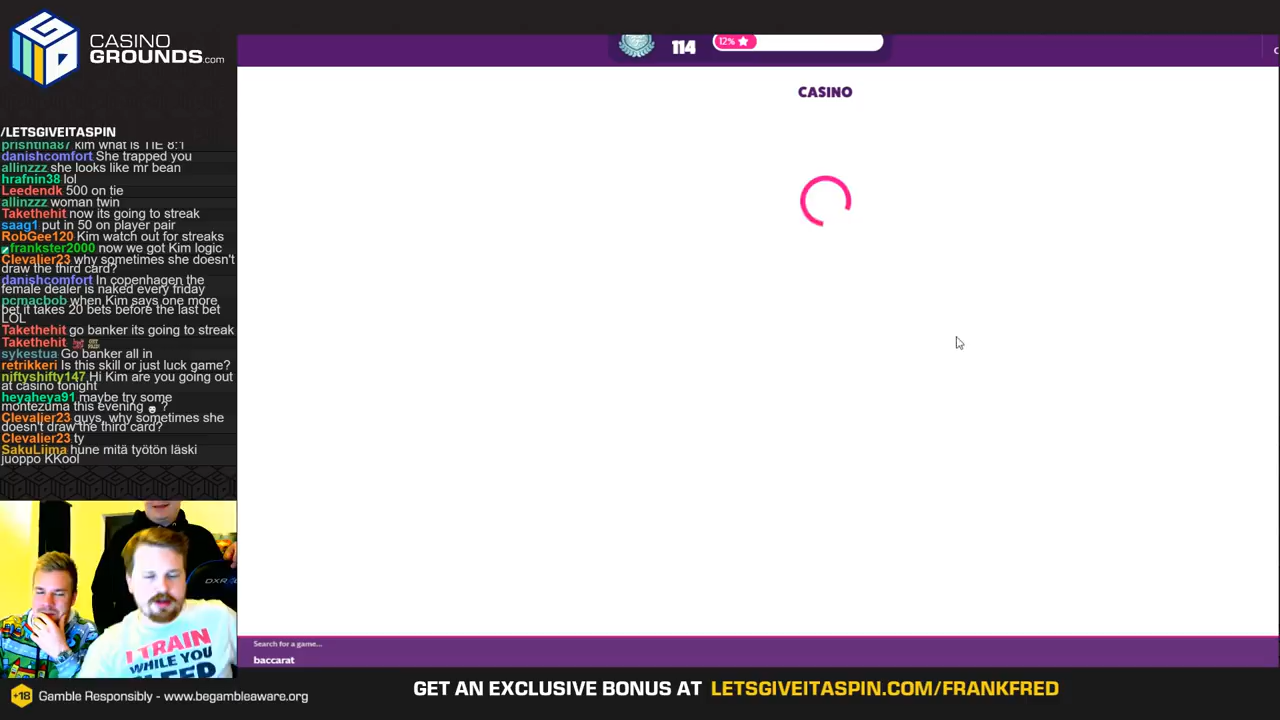 CASINO
GROUNDS.com
114
12%
CASINO
/LETSGIVEITASPIN
prishtina87 kim what is TIE 8:1
danishcomfort She trapped you
allinzzz she looks like mr bean
hrafnin38 lol
Leedendk 500 on tie
allinzzz woman twin
Takethehit now its going to streak
saag1 put in 50 on player pair
RobGee120 Kim watch out for streaks
frankster2000 now we got Kim logic
Clevalier23 why sometimes she doesn't
draw the third card?
danishcomfort In copenhagen the
female dealer is naked every friday
pcmacbob when Kim says one more
bet it takes 20 bets before the last bet
LOL
Takethehit go banker its going to streak
Takethehit
sykestua Go banker all in
retrikkeri Is this skill or just luck game?
niftyshifty147 Hi Kim are you going out
at casino tonight
heyaheya91 maybe try some
montezuma this evening ?
Clevalier23 guys, why sometimes she
doesn't draw the third card?
Clevalier23 ty
SakuLijma hune mitä työtön läski
juoppo KKool
DXR
I TRAIN
WHILE YOU
Search for a game...
baccarat
+18 Gamble Responsibly - www.begambleaware.org
GET AN EXCLUSIVE BONUS AT LETSGIVEITASPIN.COM/FRANKFRED